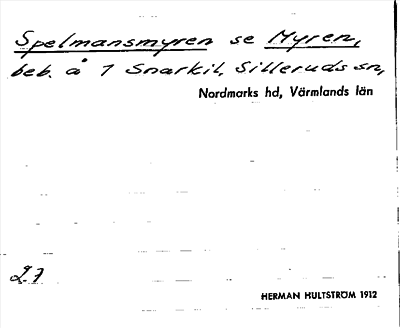 Spelmansmyren se Myren,
beb. å 1 Snarkil, Silleruds sn,
Nordmarks hd, Värmlands län
27
HERMAN HULTSTRÖM 1912